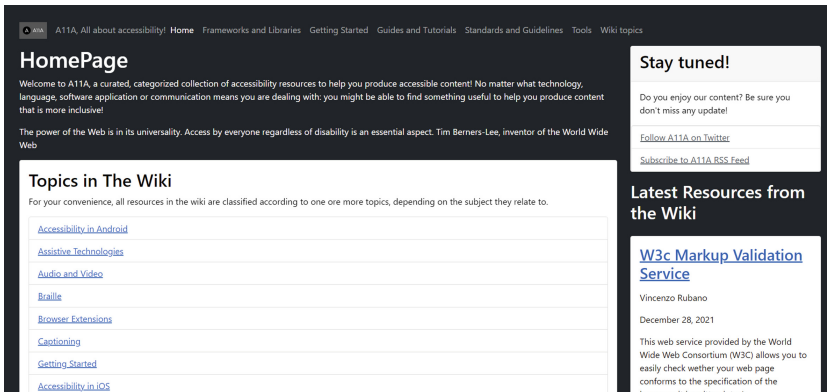 A11A A11A, All about accessibility! Home Frameworks and Libraries Getting Started Guides and Tutorials Standards and Guidelines Tools Wiki topics
HomePage
Welcome to A11A, a curated, categorized collection of accessibility resources to help you produce accessible content! No matter what technology,
language, software application or communication means you are dealing with: you might be able to find something useful to help you produce content
that is more inclusive!
The power of the Web is in its universality. Access by everyone regardless of disability is an essential aspect. Tim Berners-Lee, inventor of the World Wide
Web
Topics in The Wiki
For your convenience, all resources in the wiki are classified according to one ore more topics, depending on the subject they relate to.
Accessibility in Android
Assistive Technologies
Audio and Video
Braille
Browser Extensions
Captioning
Getting Started
Accessibility in iOS
Stay tuned!
Do you enjoy our content? Be sure you
don't miss any update!
Follow A11A on Twitter
Subscribe to A11A RSS Feed
Latest Resources from
the Wiki
W3c Markup Validation
Service
Vincenzo Rubano
December 28, 2021
This web service provided by the World
Wide Web Consortium (W3C) allows you to
easily check wether your web page
conforms to the specification of the